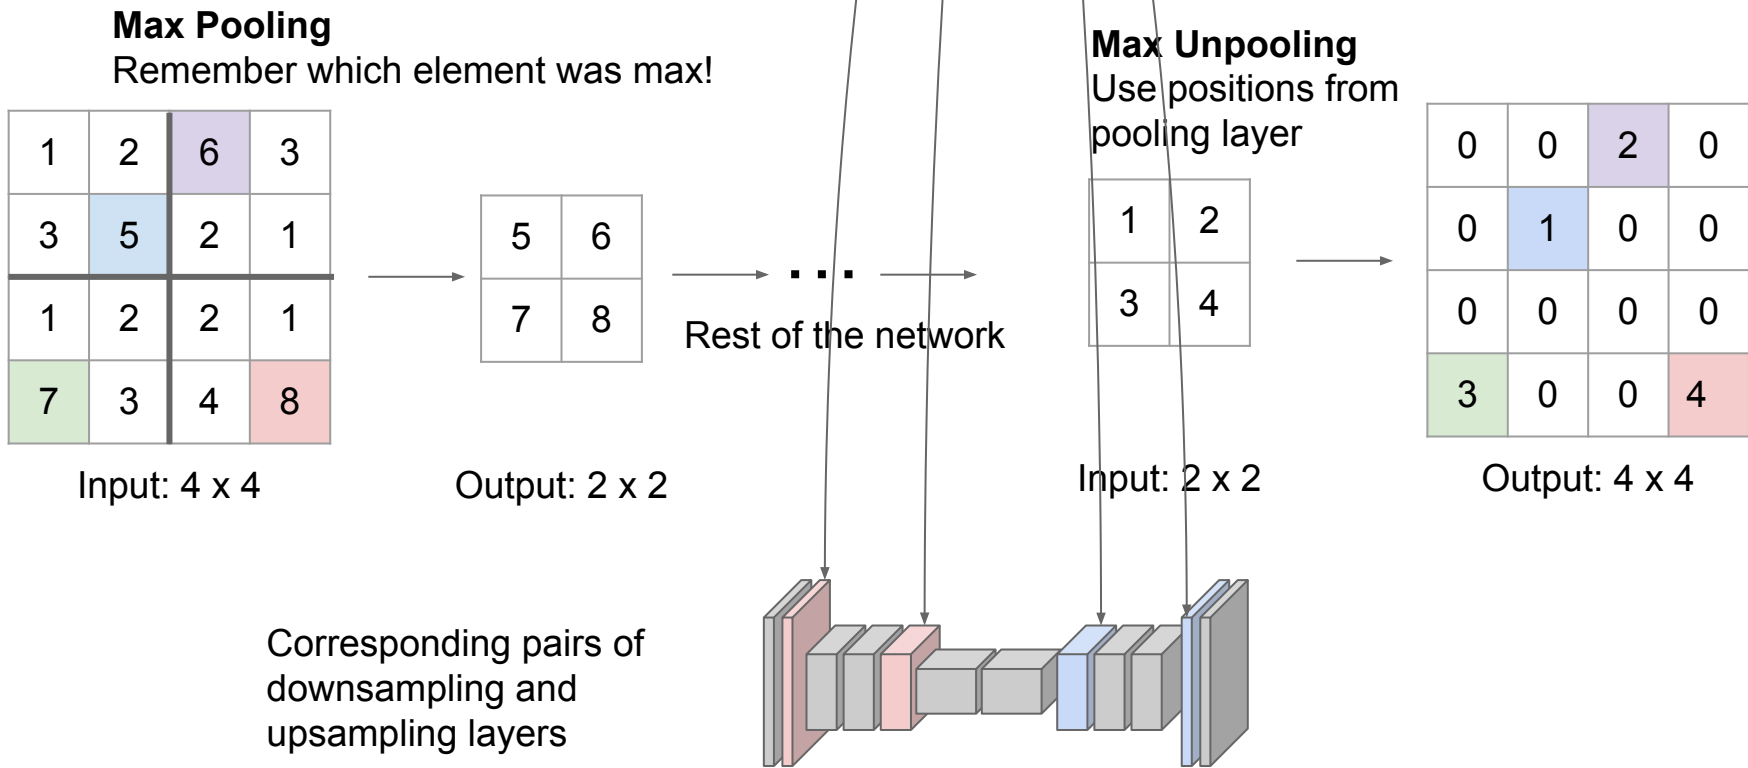 Max Pooling
Remember which element was max!
1 2 6 3
3 5 2 1
1 2 2 1
7 3 4 8
Input: 4 x 4
5 6
7 8
Output: 2 x 2
...
Rest of the network
Max Unpooling
Use positions from
pooling layer
1 2
3 4
Input: 2 x 2
0 0 2 0
0 1 0 0
0 0 0 0
3 0 0 4
Output: 4 x 4
Corresponding pairs of
downsampling and
upsampling layers